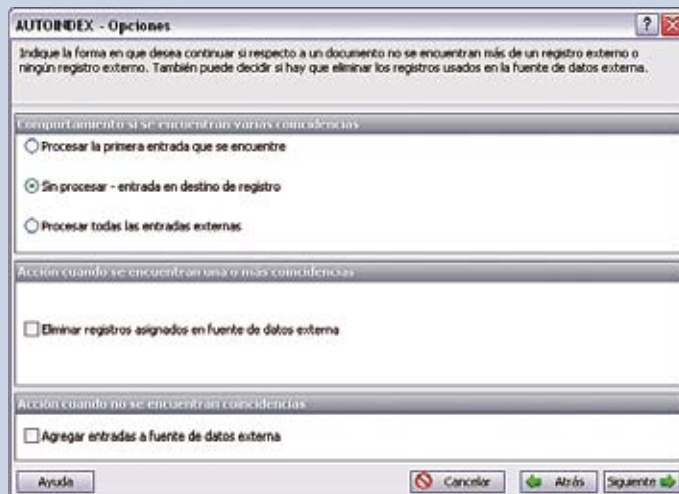 AUTOINDEX - Opciones
Indique la forma en que desea continuar si respecto a un documento no se encuentran más de un registro externo o
ningún registro externo. También puede decidir si hay que eliminar los registros usados en la fuente de datos externa.
Comportamiento si se encuentran varias coincidencias
Procesar la primera entrada que se encuentre
Sin procesar - entrada en destino de registro
Procesar todas las entradas externas
Acción cuando se encuentran una o más coincidencias
Eliminar registros asignados en fuente de datos externa
Acción cuando no se encuentran coincidencias
Agregar entradas a fuente de datos externa
Ayuda Cancelar Atrás Siguiente